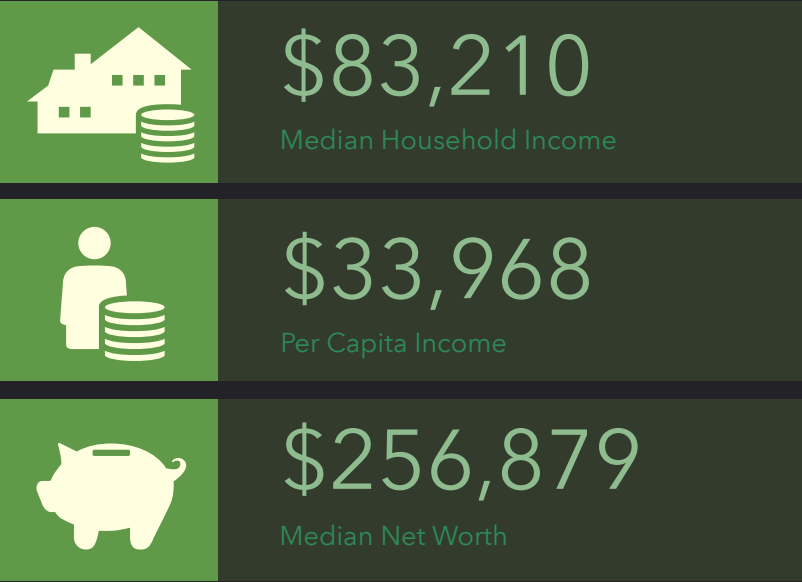 $83,210
Median Household Income
$33,968
Per Capita Income
$256,879
Median Net Worth